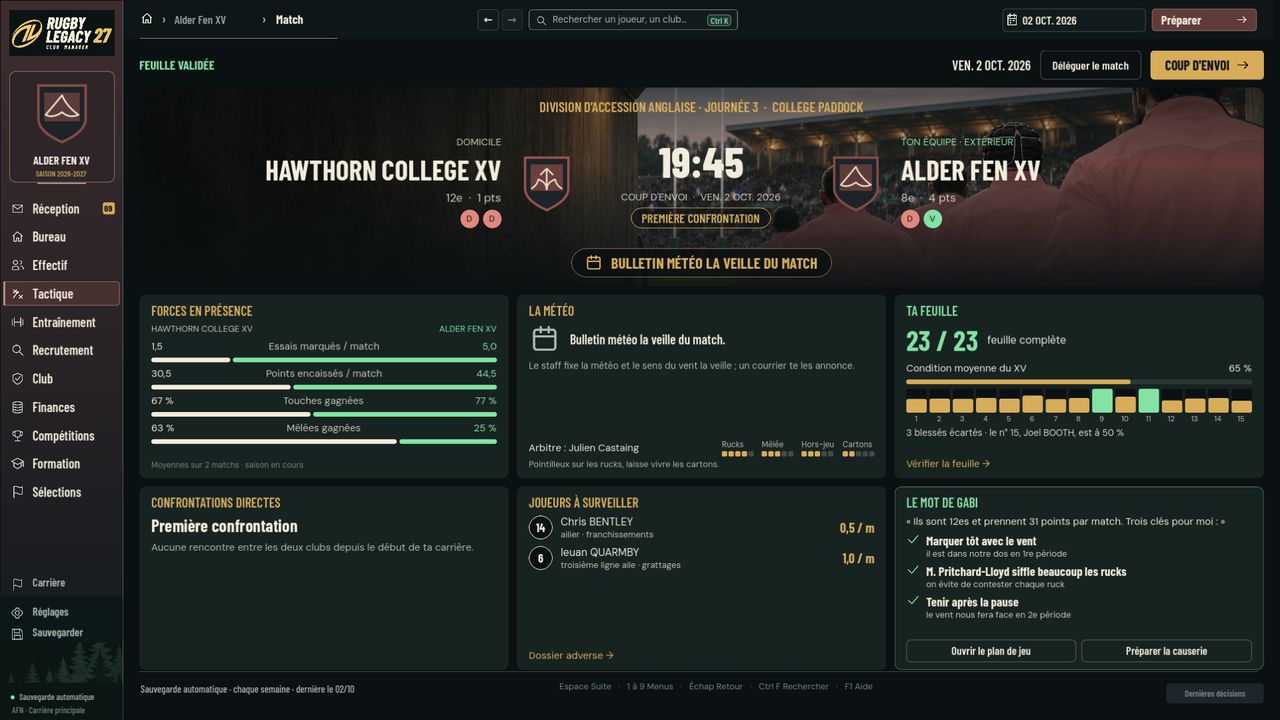 RUGBY
LEGACY 27
CLUB MANAGER
Alder Fen XV
Match
Rechercher un joueur, un club...
Ctrl K
02 OCT. 2026
Préparer
ALDER FEN XV
SAISON 2026-2027
Réception
69
Bureau
Effectif
Tactique
Entraînement
Recrutement
Club
Finances
Compétitions
Formation
Sélections
Carrière
Réglages
Sauvegarder
Sauvegarde automatique
AFN · Carrière principale
FEUILLE VALIDÉE
VEN. 2 OCT. 2026
Déléguer le match
COUP D'ENVOI →
DIVISION D'ACCESSION ANGLAISE · JOURNÉE 3 · COLLEGE PADDOCK
DOMICILE
HAWTHORN COLLEGE XV
12e · 1 pts
D D
19:45
COUP D'ENVOI · VEN. 2 OCT. 2026
PREMIÈRE CONFRONTATION
TON ÉQUIPE · EXTÉRIEUR
ALDER FEN XV
8e · 4 pts
D V
BULLETIN MÉTÉO LA VEILLE DU MATCH
FORCES EN PRÉSENCE
HAWTHORN COLLEGE XV ALDER FEN XV
1,5 Essais marqués / match 5,0
30,5 Points encaissés / match 44,5
67 % Touches gagnées 77 %
63 % Mêlées gagnées 25 %
Moyennes sur 2 matchs · saison en cours
LA MÉTÉO
Bulletin météo la veille du match.
Le staff fixe la météo et le sens du vent la veille ; un courrier te les annonce.
Arbitre : Julien Castaing
Pointilleux sur les rucks, laisse vivre les cartons.
Rucks Mêlée Hors-jeu Cartons
TA FEUILLE
23 / 23 feuille complète
Condition moyenne du XV 65 %
1 2 3 4 5 6 7 8 9 10 11 12 13 14 15
3 blessés écartés · le n° 15, Joel BOOTH, est à 50 %
Vérifier la feuille →
CONFRONTATIONS DIRECTES
Première confrontation
Aucune rencontre entre les deux clubs depuis le début de ta carrière.
JOUEURS À SURVEILLER
14 Chris BENTLEY 0,5 / m
ailier · franchissements
6 Ieuan QUARMBY 1,0 / m
troisième ligne aile · grattages
Dossier adverse →
LE MOT DE GABI
« Ils sont 12es et prennent 31 points par match. Trois clés pour moi : »
Marquer tôt avec le vent
il est dans notre dos en 1re période
M. Pritchard-Lloyd siffle beaucoup les rucks
on évite de contester chaque ruck
Tenir après la pause
le vent nous fera face en 2e période
Ouvrir le plan de jeu
Préparer la causerie
Sauvegarde automatique · chaque semaine · dernière le 02/10
Espace Suite · 1 à 9 Menus · Échap Retour · Ctrl F Rechercher · F1 Aide
Dernières décisions